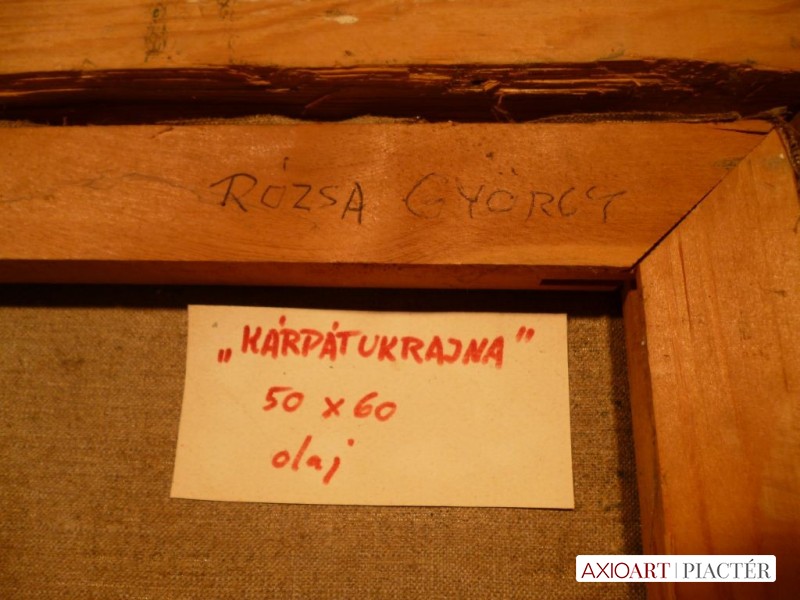 RÓZSA GYÖRGY
„KÁRPÁTUKRAJNA”
50 x 60
olaj
AXIOART | PIACTÉR